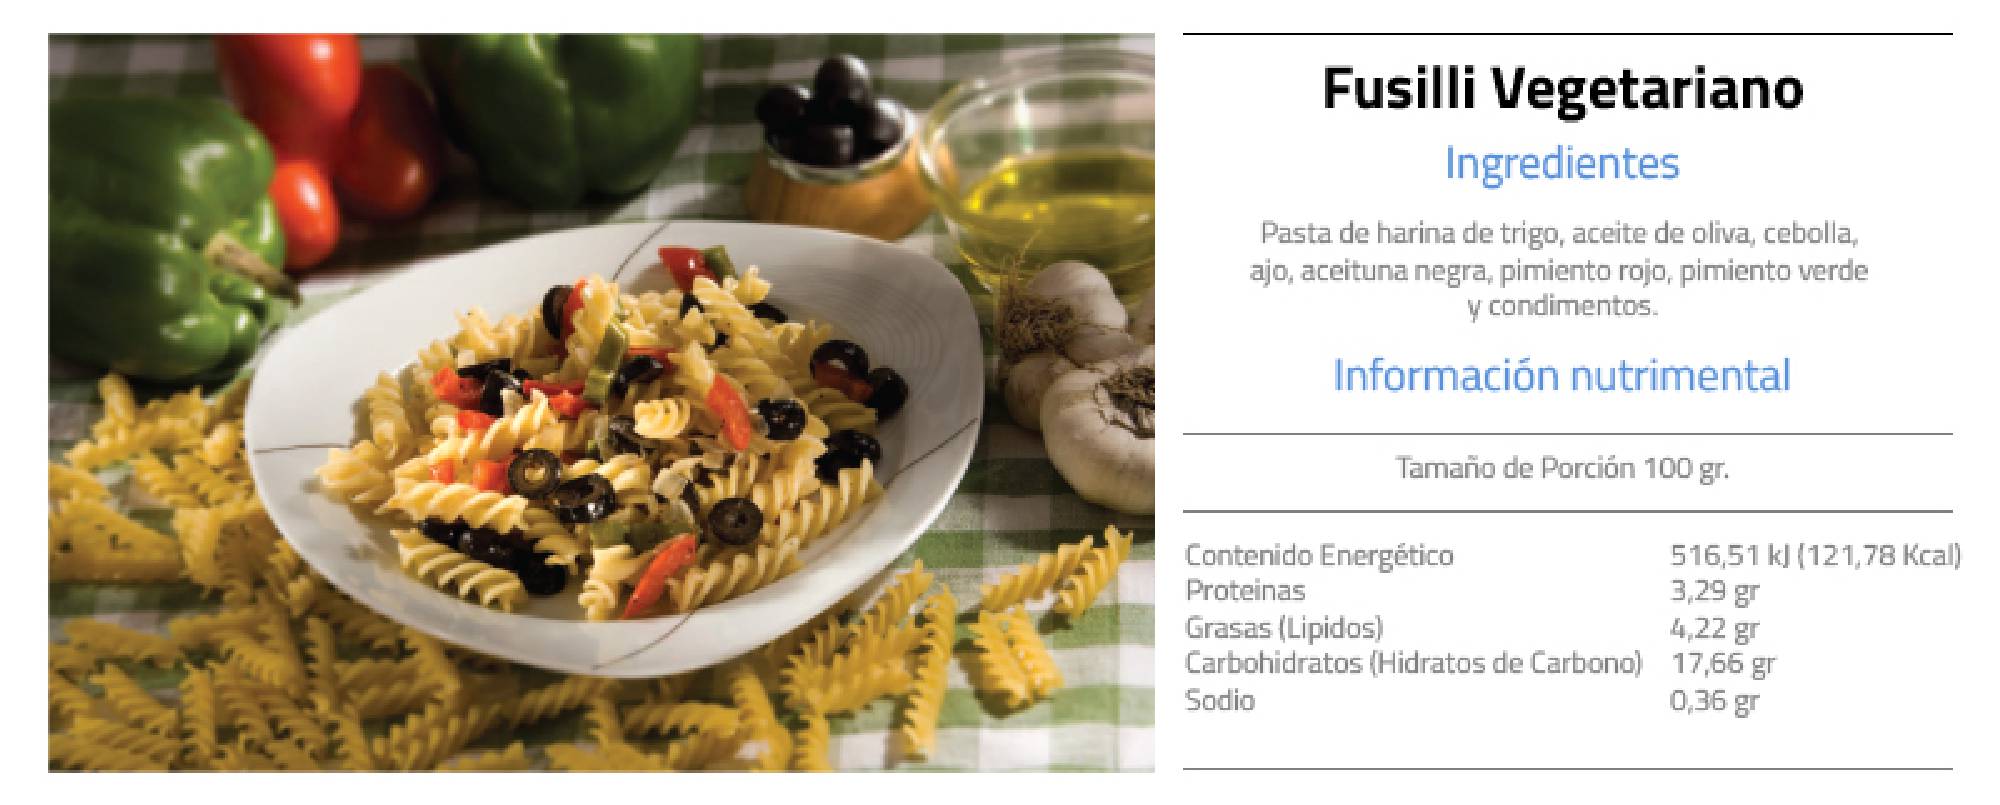 Fusilli Vegetariano
Ingredientes
Pasta de harina de trigo, aceite de oliva, cebolla,
ajo, aceituna negra, pimiento rojo, pimiento verde
y condimentos.
Información nutrimental
Tamaño de Porción 100 gr.
Contenido Energético 516,51 kJ (121,78 Kcal)
Proteinas 3,29 gr
Grasas (Lipidos) 4,22 gr
Carbohidratos (Hidratos de Carbono) 17,66 gr
Sodio 0,36 gr